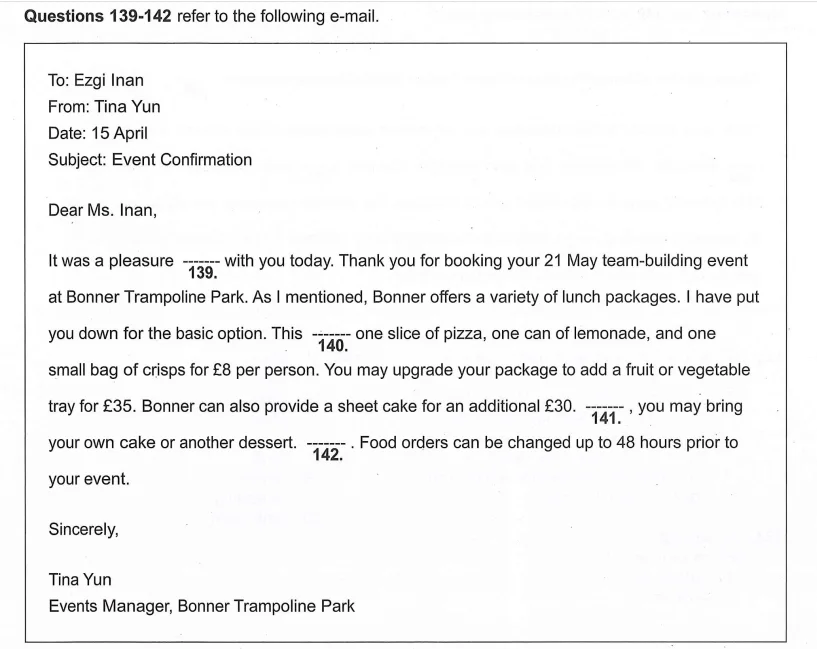 Questions 139-142 refer to the following e-mail.
To: Ezgi Inan
From: Tina Yun
Date: 15 April
Subject: Event Confirmation
Dear Ms. Inan,
It was a pleasure ------- with you today. Thank you for booking your 21 May team-building event
139.
at Bonner Trampoline Park. As I mentioned, Bonner offers a variety of lunch packages. I have put
you down for the basic option. This ------- one slice of pizza, one can of lemonade, and one
140.
small bag of crisps for £8 per person. You may upgrade your package to add a fruit or vegetable
tray for £35. Bonner can also provide a sheet cake for an additional £30. ------- , you may bring
141.
your own cake or another dessert. ------- . Food orders can be changed up to 48 hours prior to
142.
your event.
Sincerely,
Tina Yun
Events Manager, Bonner Trampoline Park